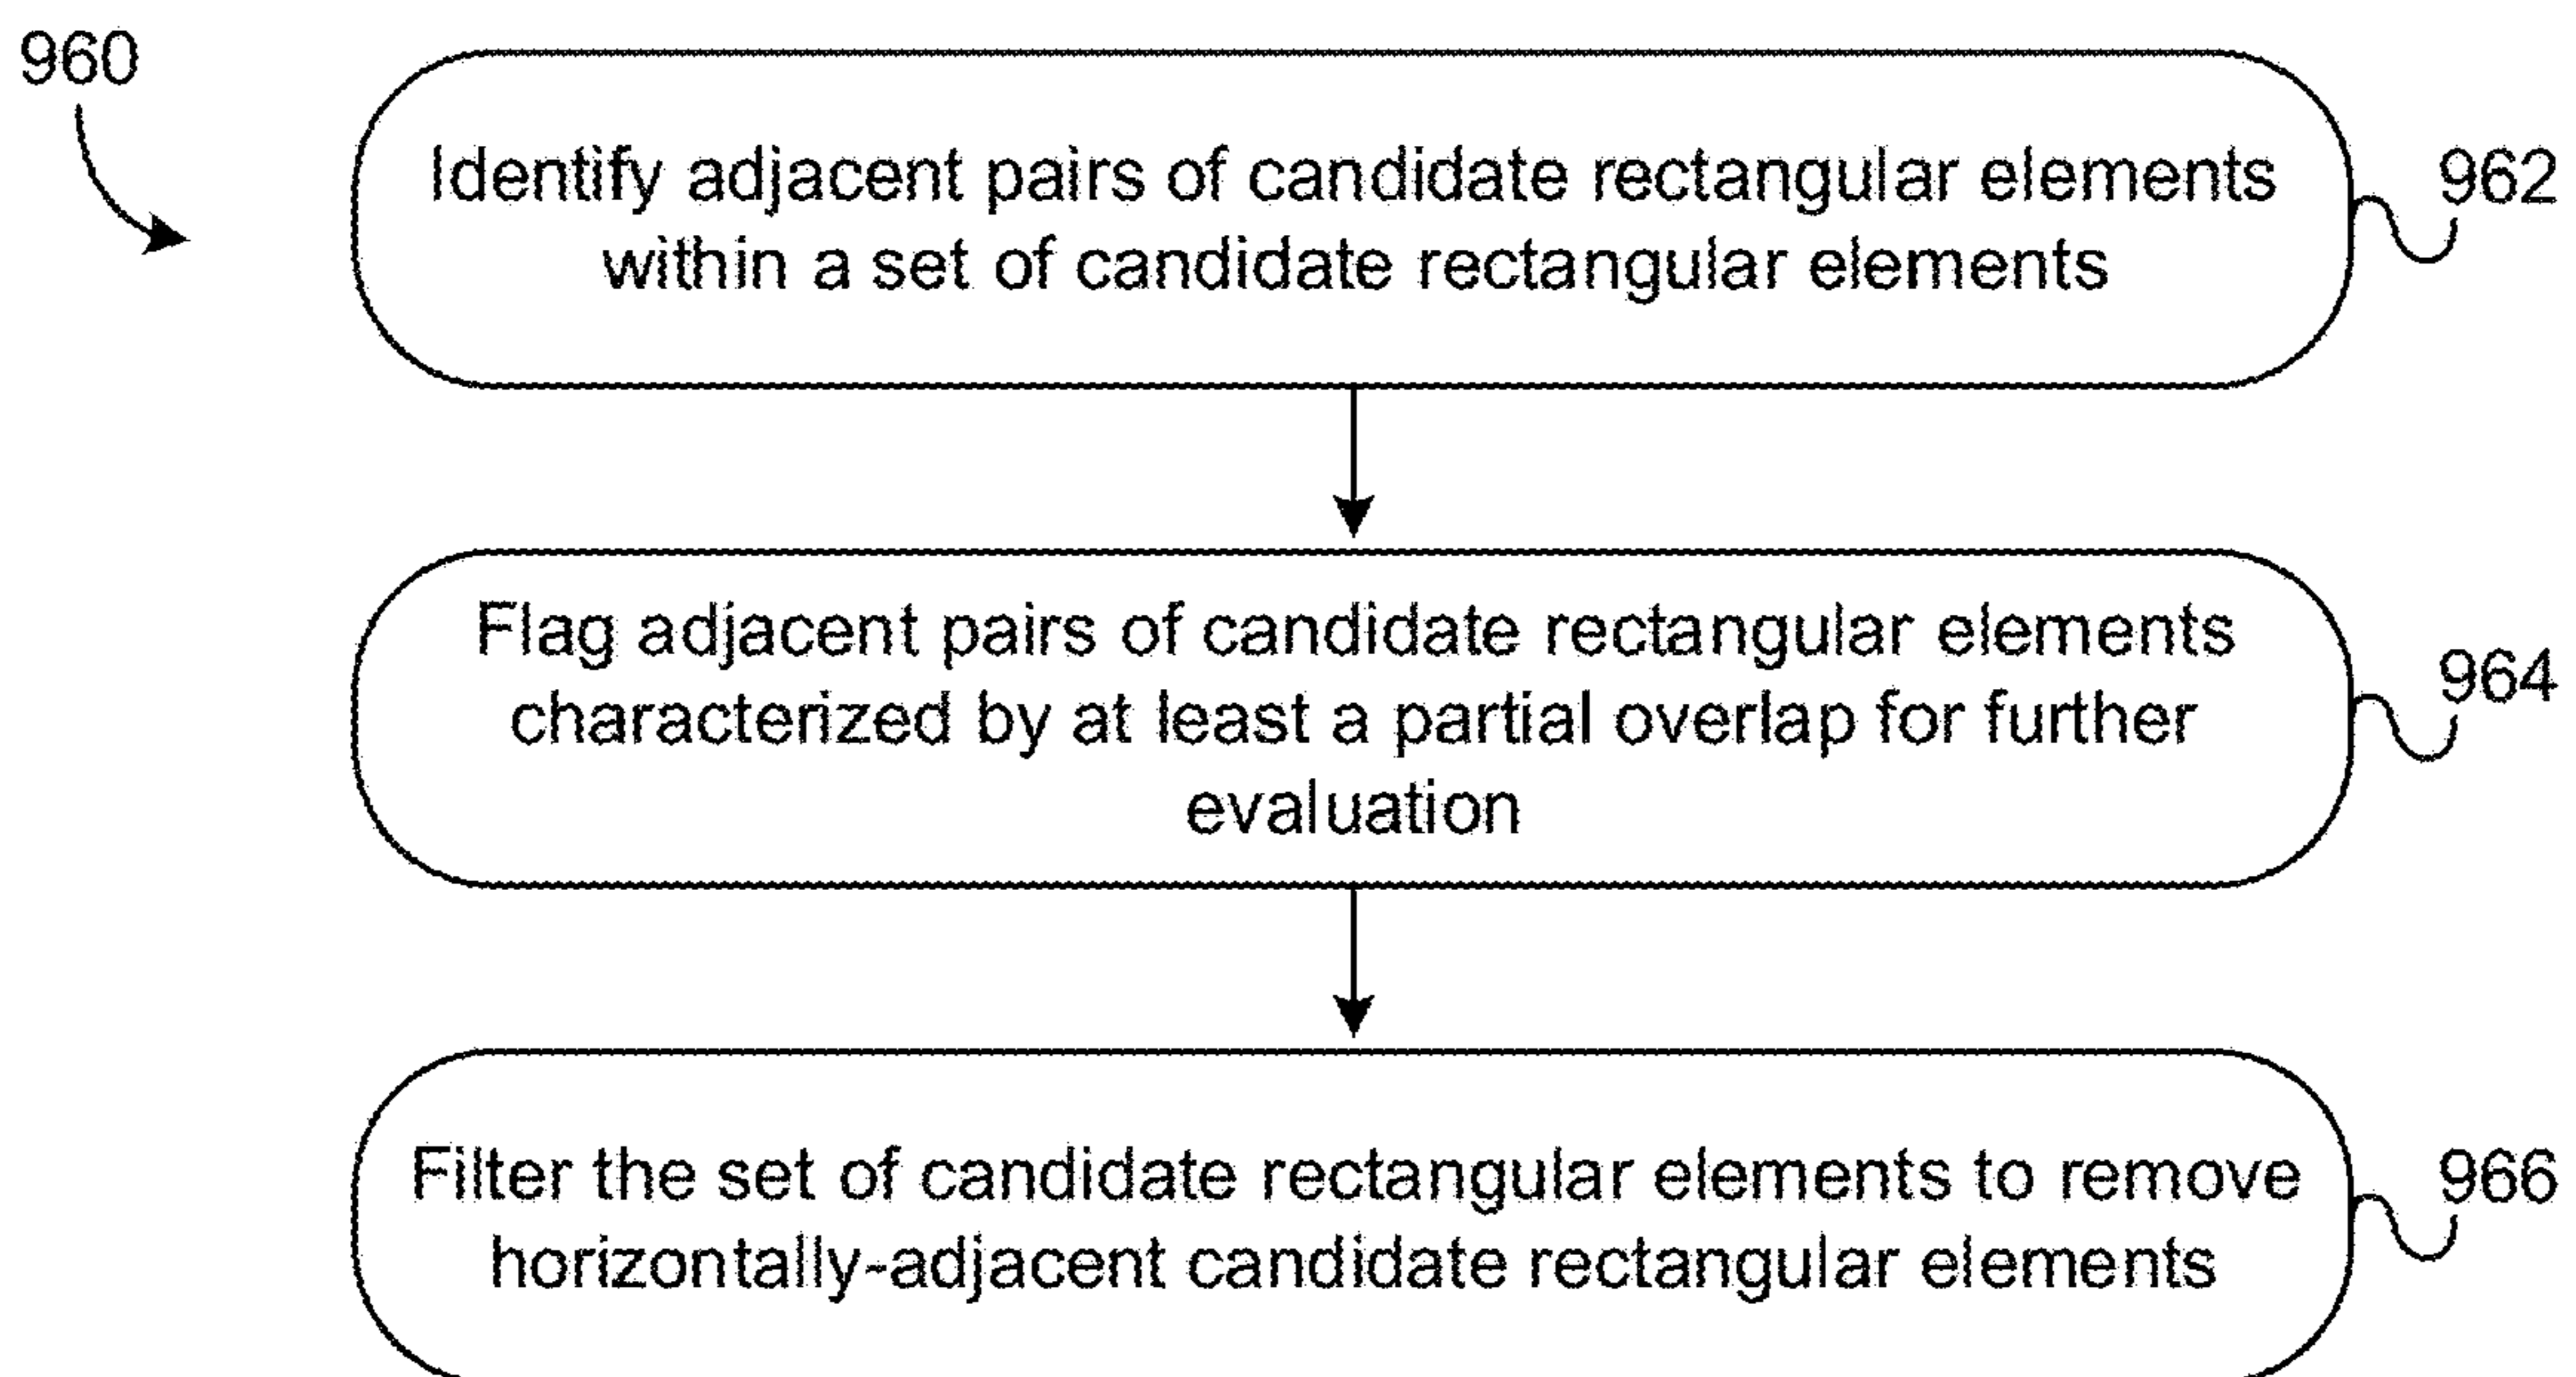 960
Identify adjacent pairs of candidate rectangular elements
within a set of candidate rectangular elements
962
Flag adjacent pairs of candidate rectangular elements
characterized by at least a partial overlap for further
evaluation
964
Filter the set of candidate rectangular elements to remove
horizontally-adjacent candidate rectangular elements
966